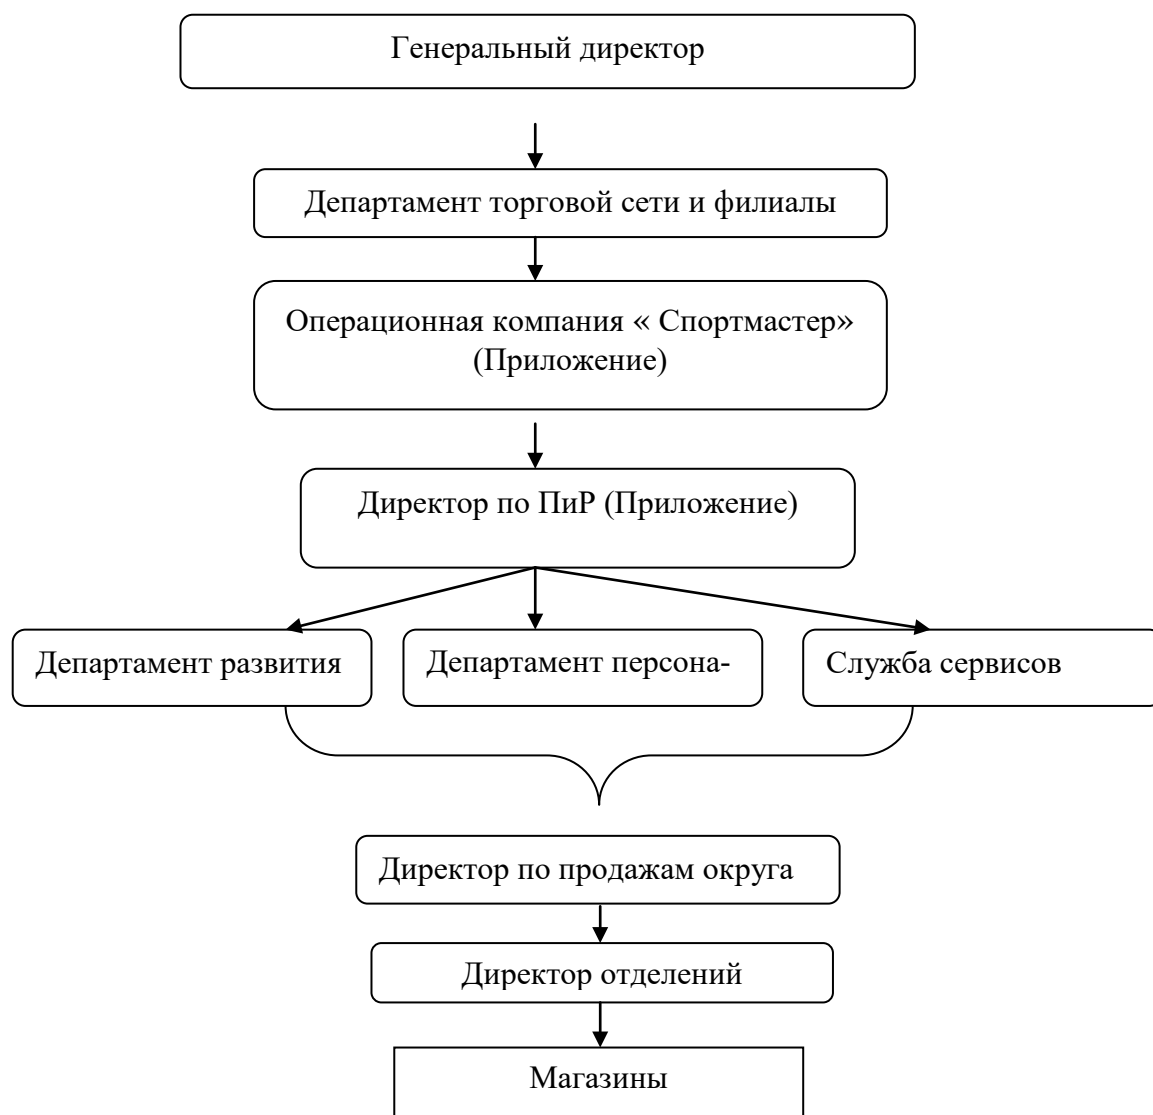 Генеральный директор
Департамент торговой сети и филиалы
Операционная компания « Спортмастер»
(Приложение)
Директор по ПиР (Приложение)
Департамент развития
Департамент персона-
Служба сервисов
Директор по продажам округа
Директор отделений
Магазины